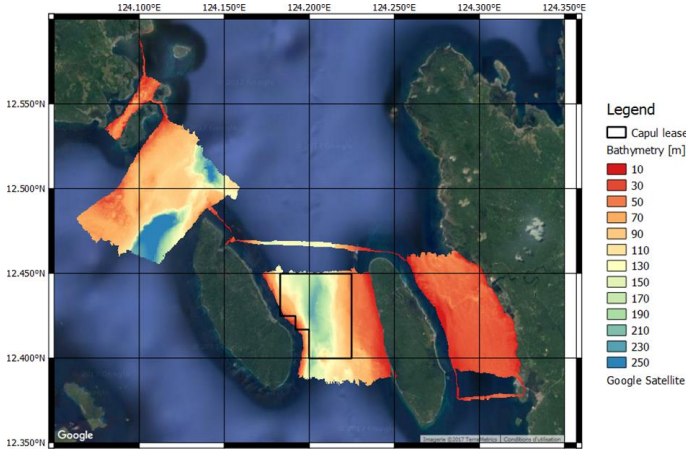 124.100°E 124.150°E 124.200°E 124.250°E 124.300°E 124.350°E
12.550°N
12.500°N
12.450°N
12.400°N
12.350°N
Legend
Capul lease
Bathymetry [m]
10
30
50
70
90
110
130
150
170
190
210
230
250
Google Satellite
Google
Imagerie ©2017 TerraMetrics | Conditions d'utilisation